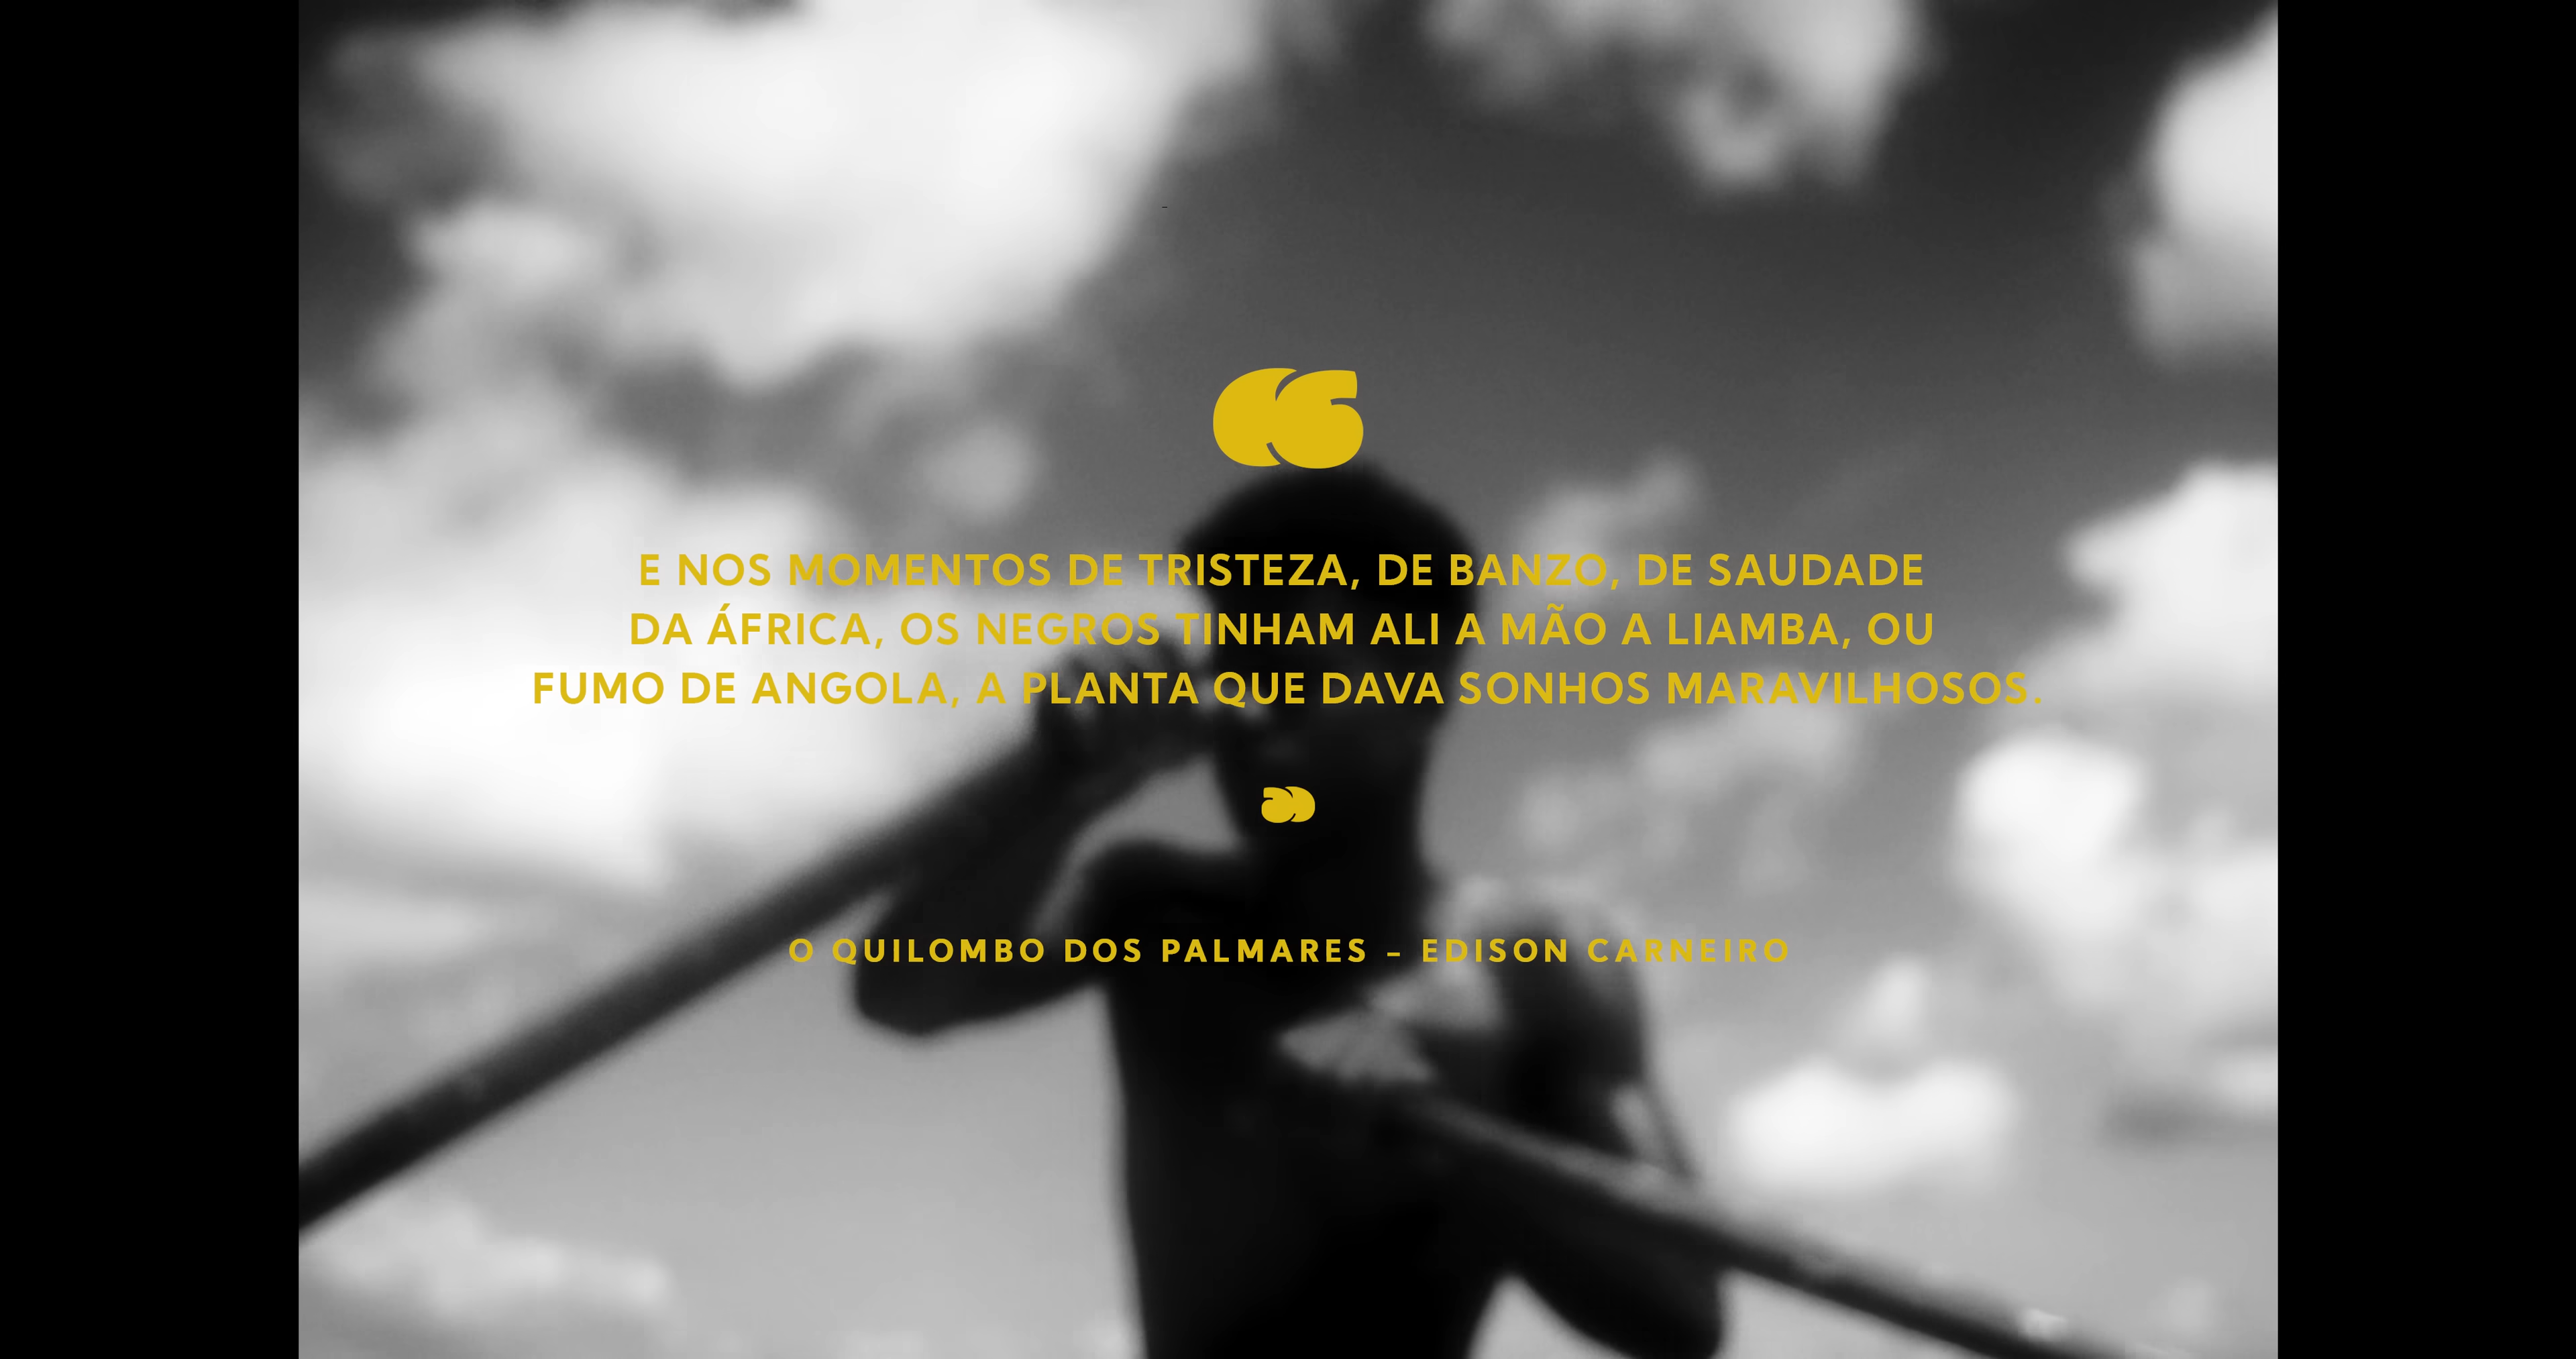 “
E NOS MOMENTOS DE TRISTEZA, DE BANZO, DE SAUDADE
DA ÁFRICA, OS NEGROS TINHAM ALI A MÃO A LIAMBA, OU
FUMO DE ANGOLA, A PLANTA QUE DAVA SONHOS MARAVILHOSOS.
”
O QUILOMBO DOS PALMARES – EDISON CARNEIRO